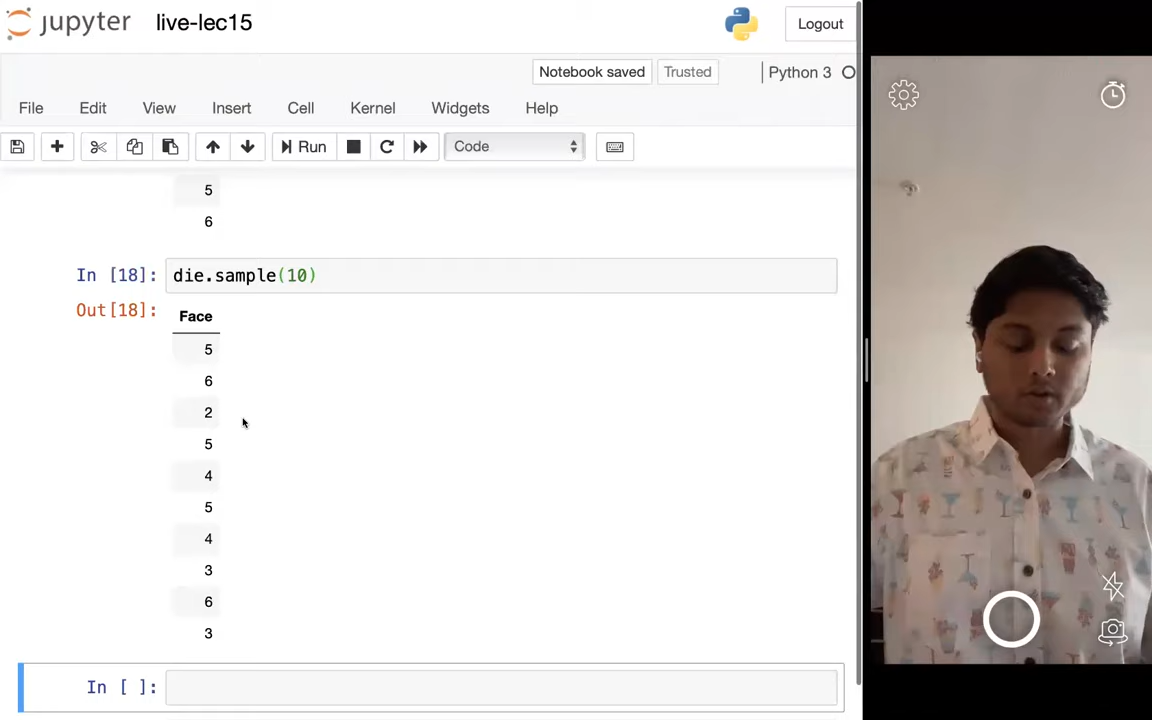 jupyter live-lec15 Logout
Notebook saved Trusted Python 3
File Edit View Insert Cell Kernel Widgets Help
Run Code
5
6
In [18]: die.sample(10)
Out[18]: Face
5
6
2
5
4
5
4
3
6
3
In [ ]: